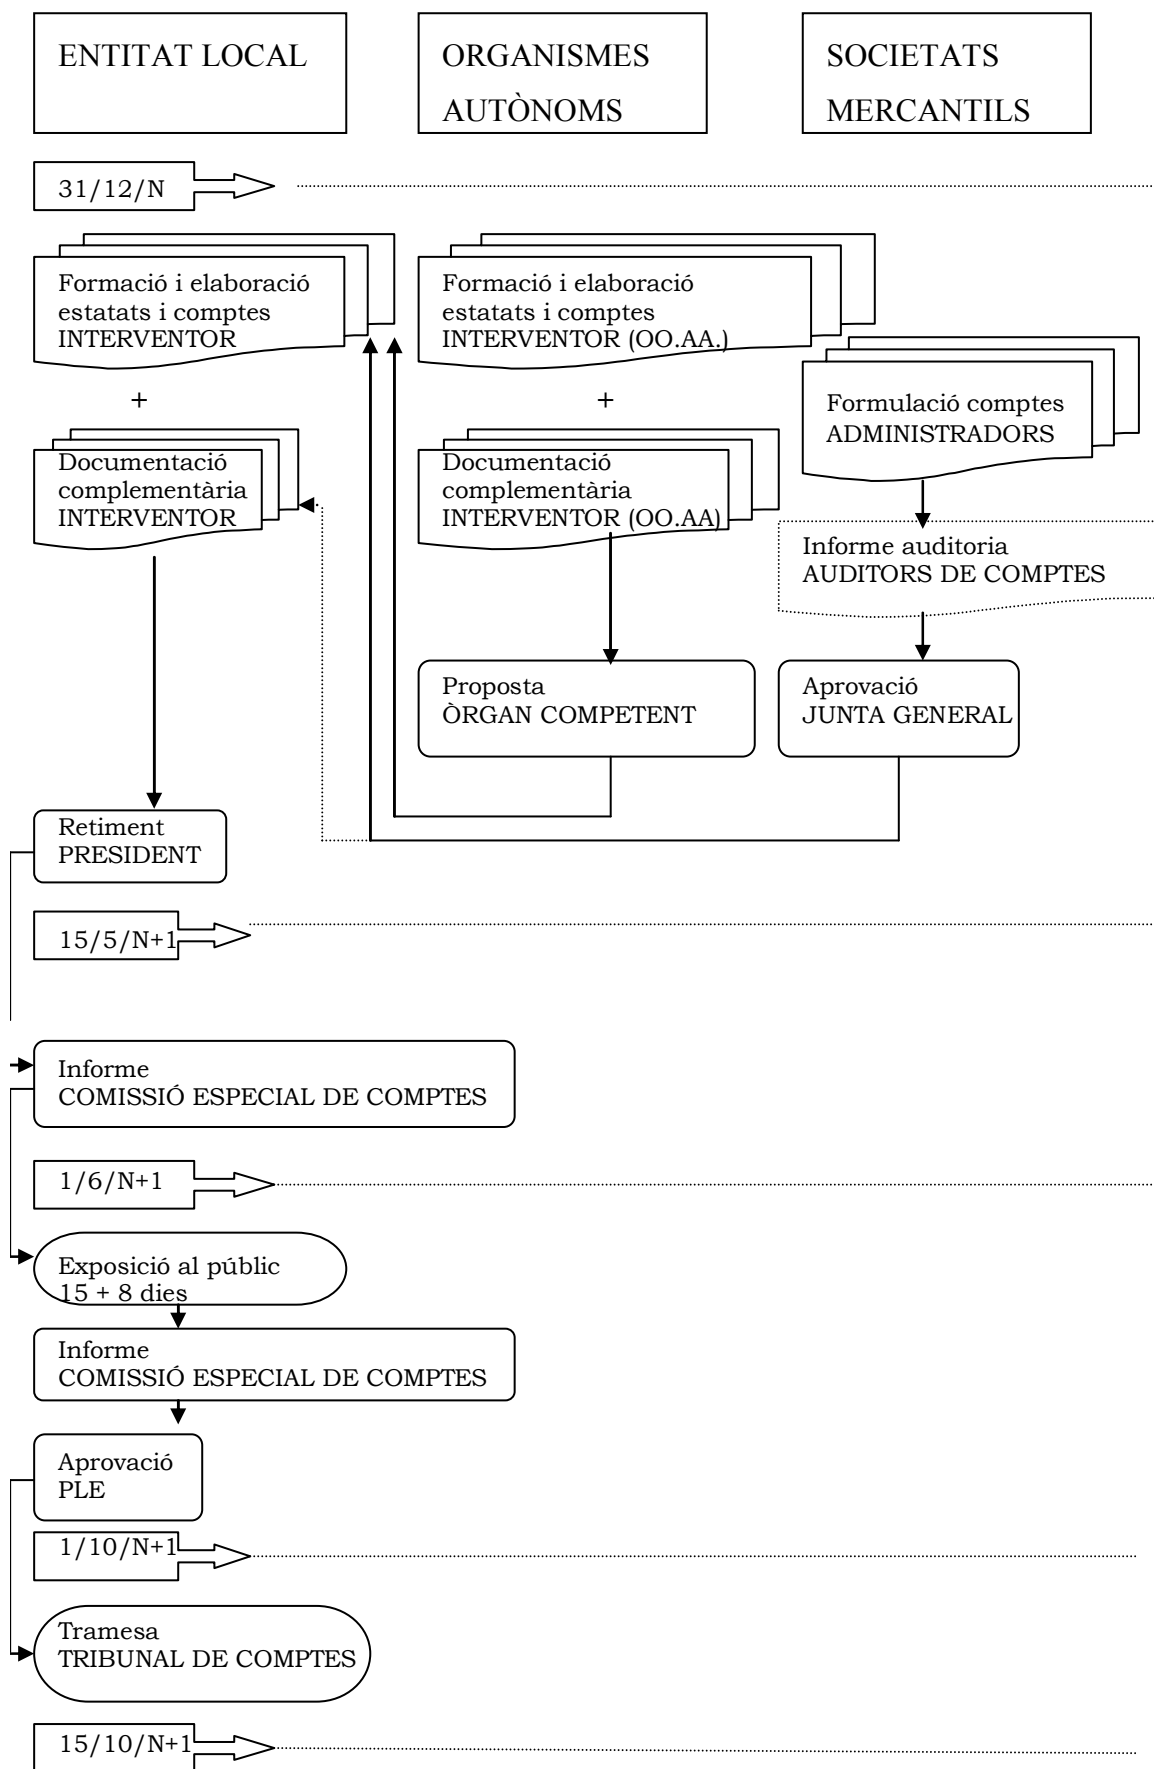 ENTITAT LOCAL
ORGANISMES
AUTÒNOMS
SOCIETATS
MERCANTILS
31/12/N
Formació i elaboració
estatats i comptes
INTERVENTOR
Formació i elaboració
estatats i comptes
INTERVENTOR (OO.AA.)
Formulació comptes
ADMINISTRADORS
+
+
Documentació
complementària
INTERVENTOR
Documentació
complementària
INTERVENTOR (OO.AA)
Informe auditoria
AUDITORS DE COMPTES
Proposta
ÒRGAN COMPETENT
Aprovació
JUNTA GENERAL
Retiment
PRESIDENT
15/5/N+1
Informe
COMISSIÓ ESPECIAL DE COMPTES
1/6/N+1
Exposició al públic
15 + 8 dies
Informe
COMISSIÓ ESPECIAL DE COMPTES
Aprovació
PLE
1/10/N+1
Tramesa
TRIBUNAL DE COMPTES
15/10/N+1